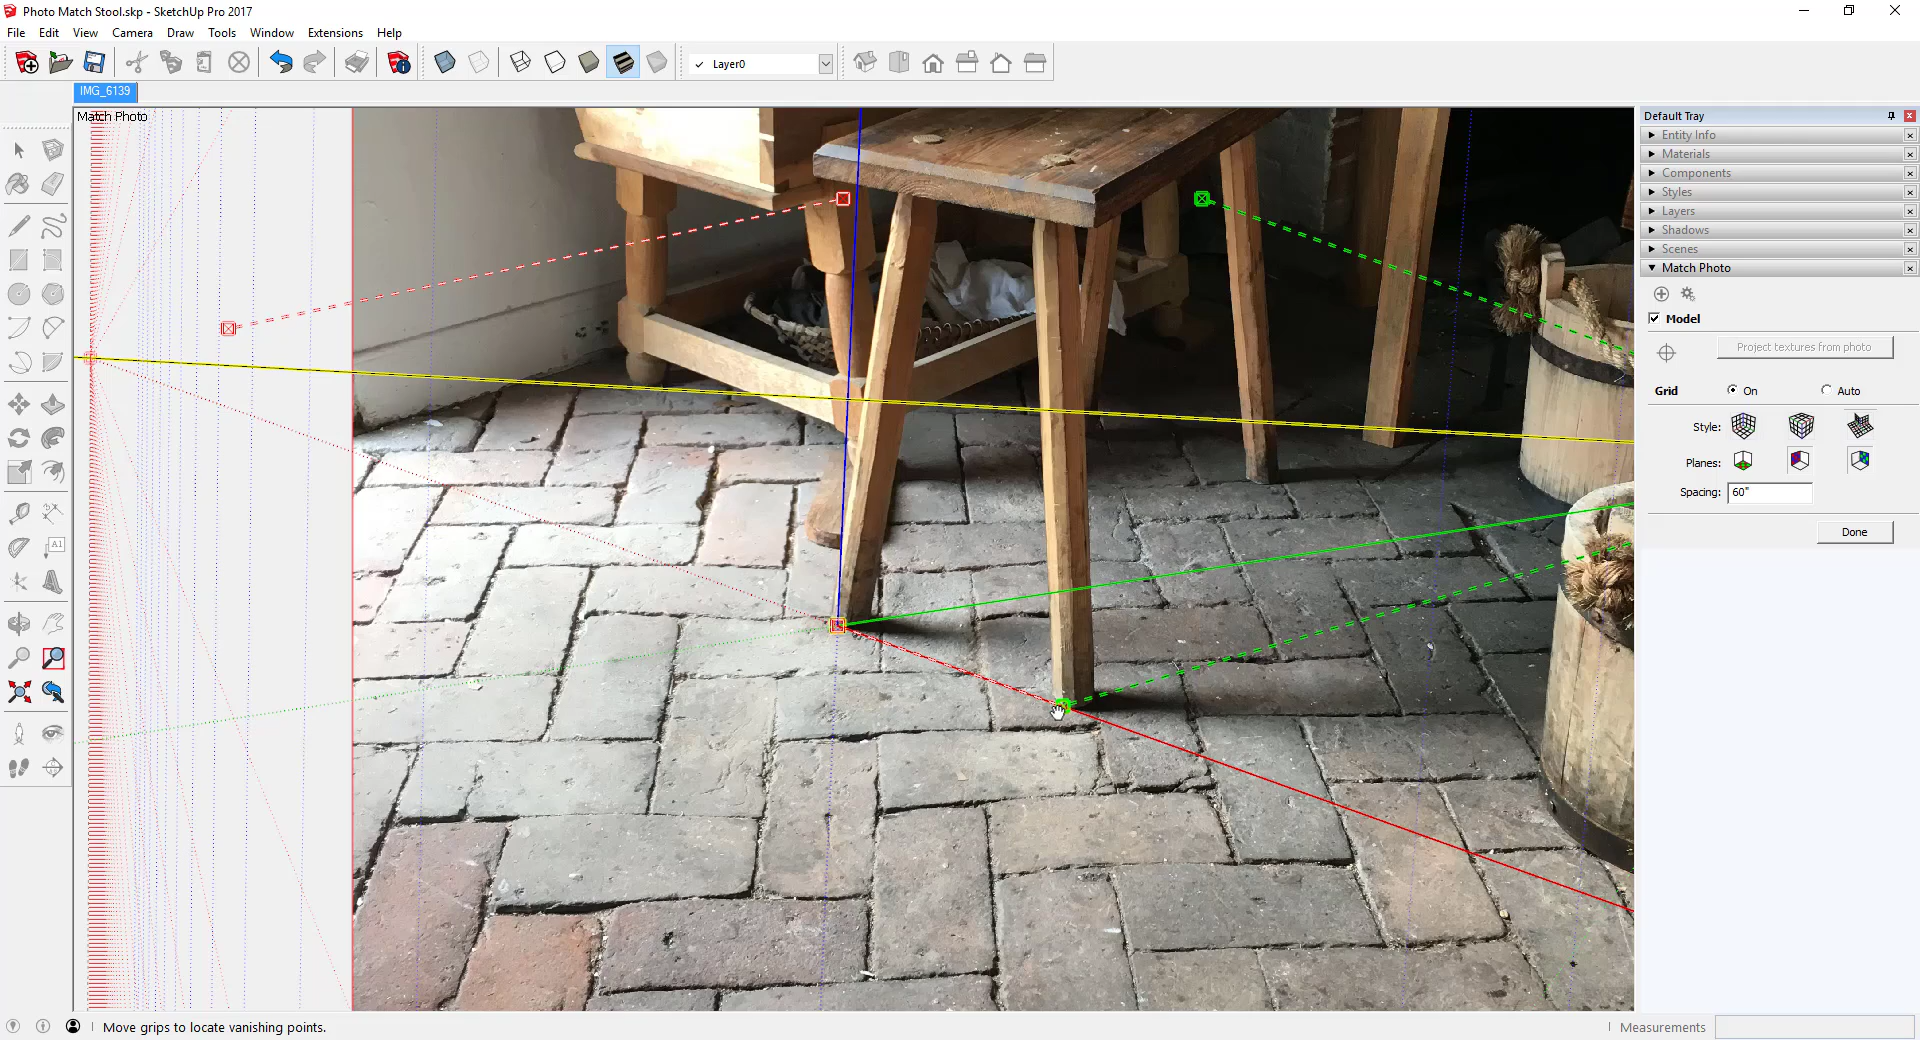 Photo Match Stool.skp - SketchUp Pro 2017
File Edit View Camera Draw Tools Window Extensions Help
Layer0
IMG_6139
Match Photo
A1
Default Tray
Entity Info
Materials
Components
Styles
Layers
Shadows
Scenes
Match Photo
Model
Project textures from photo
Grid On Auto
Style:
Planes:
Spacing: 60"
Done
Move grips to locate vanishing points.
Measurements